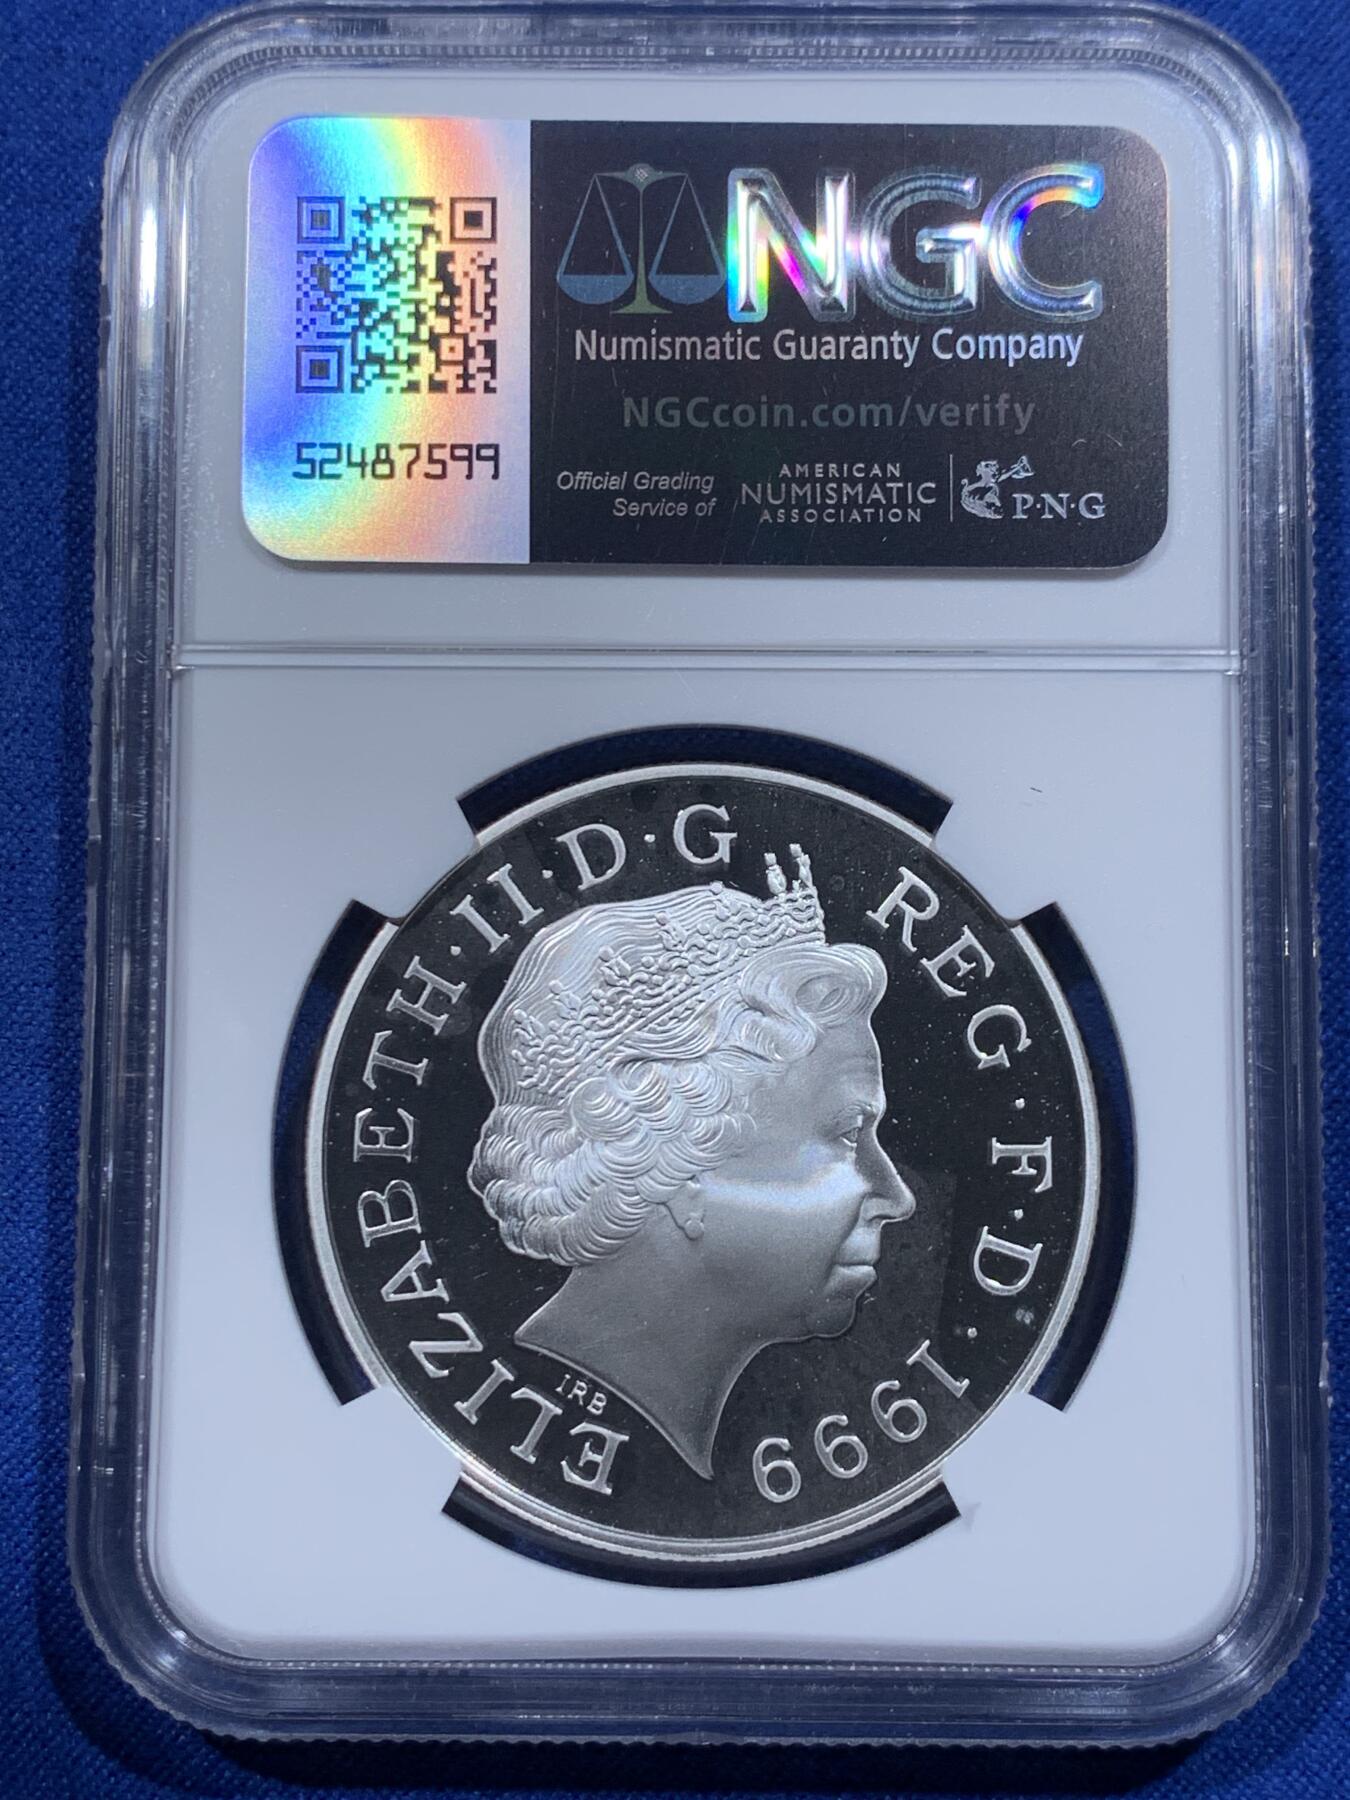 NGC
Numismatic Guaranty Company
NGCcoin.com/verify
52487599
Official Grading
Service of
AMERICAN
NUMISMATIC
ASSOCIATION
P·N·G
ELIZABETH·II·D·G REG·F·D·1999
IRB